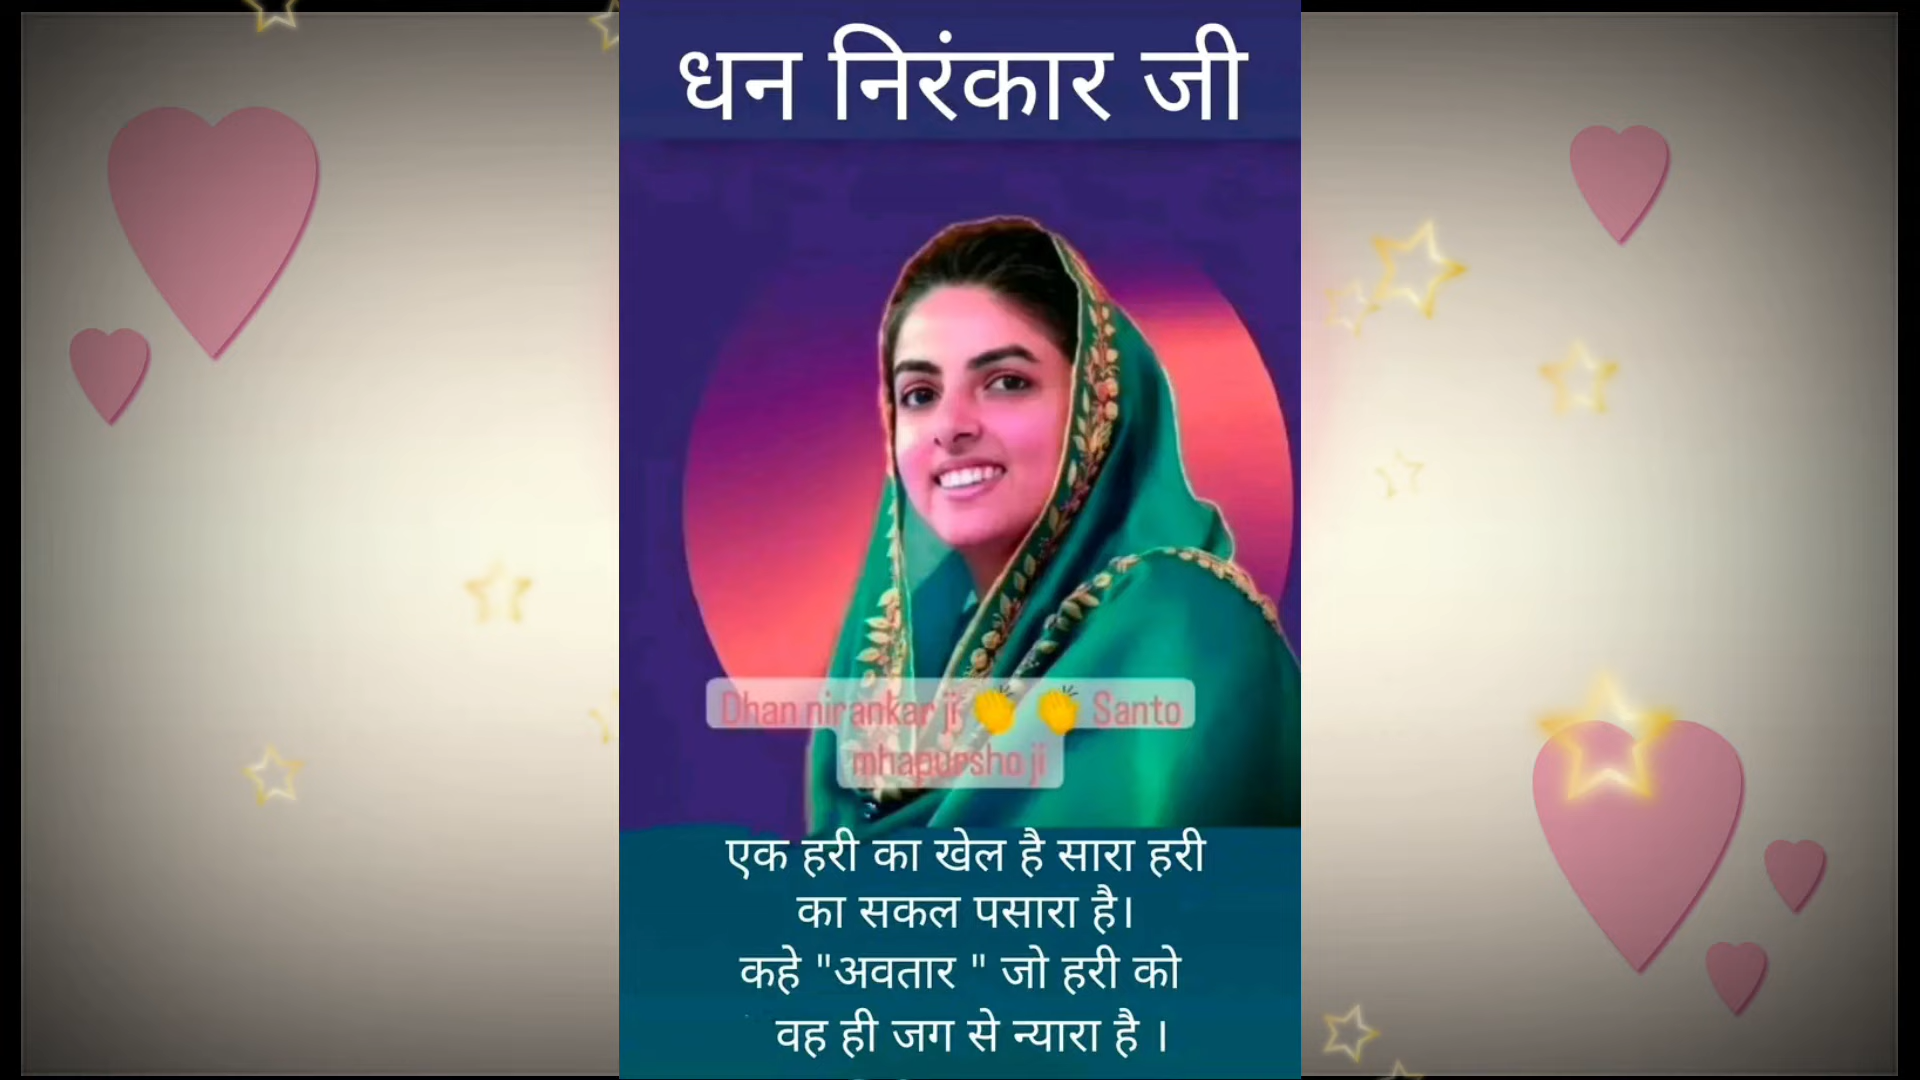 धन निरंकार जी
Dhan nirankar ji 👏 👏 Santo
mhapursho ji
एक हरी का खेल है सारा हरी
का सकल पसारा है।
कहे "अवतार " जो हरी को
वह ही जग से न्यारा है ।